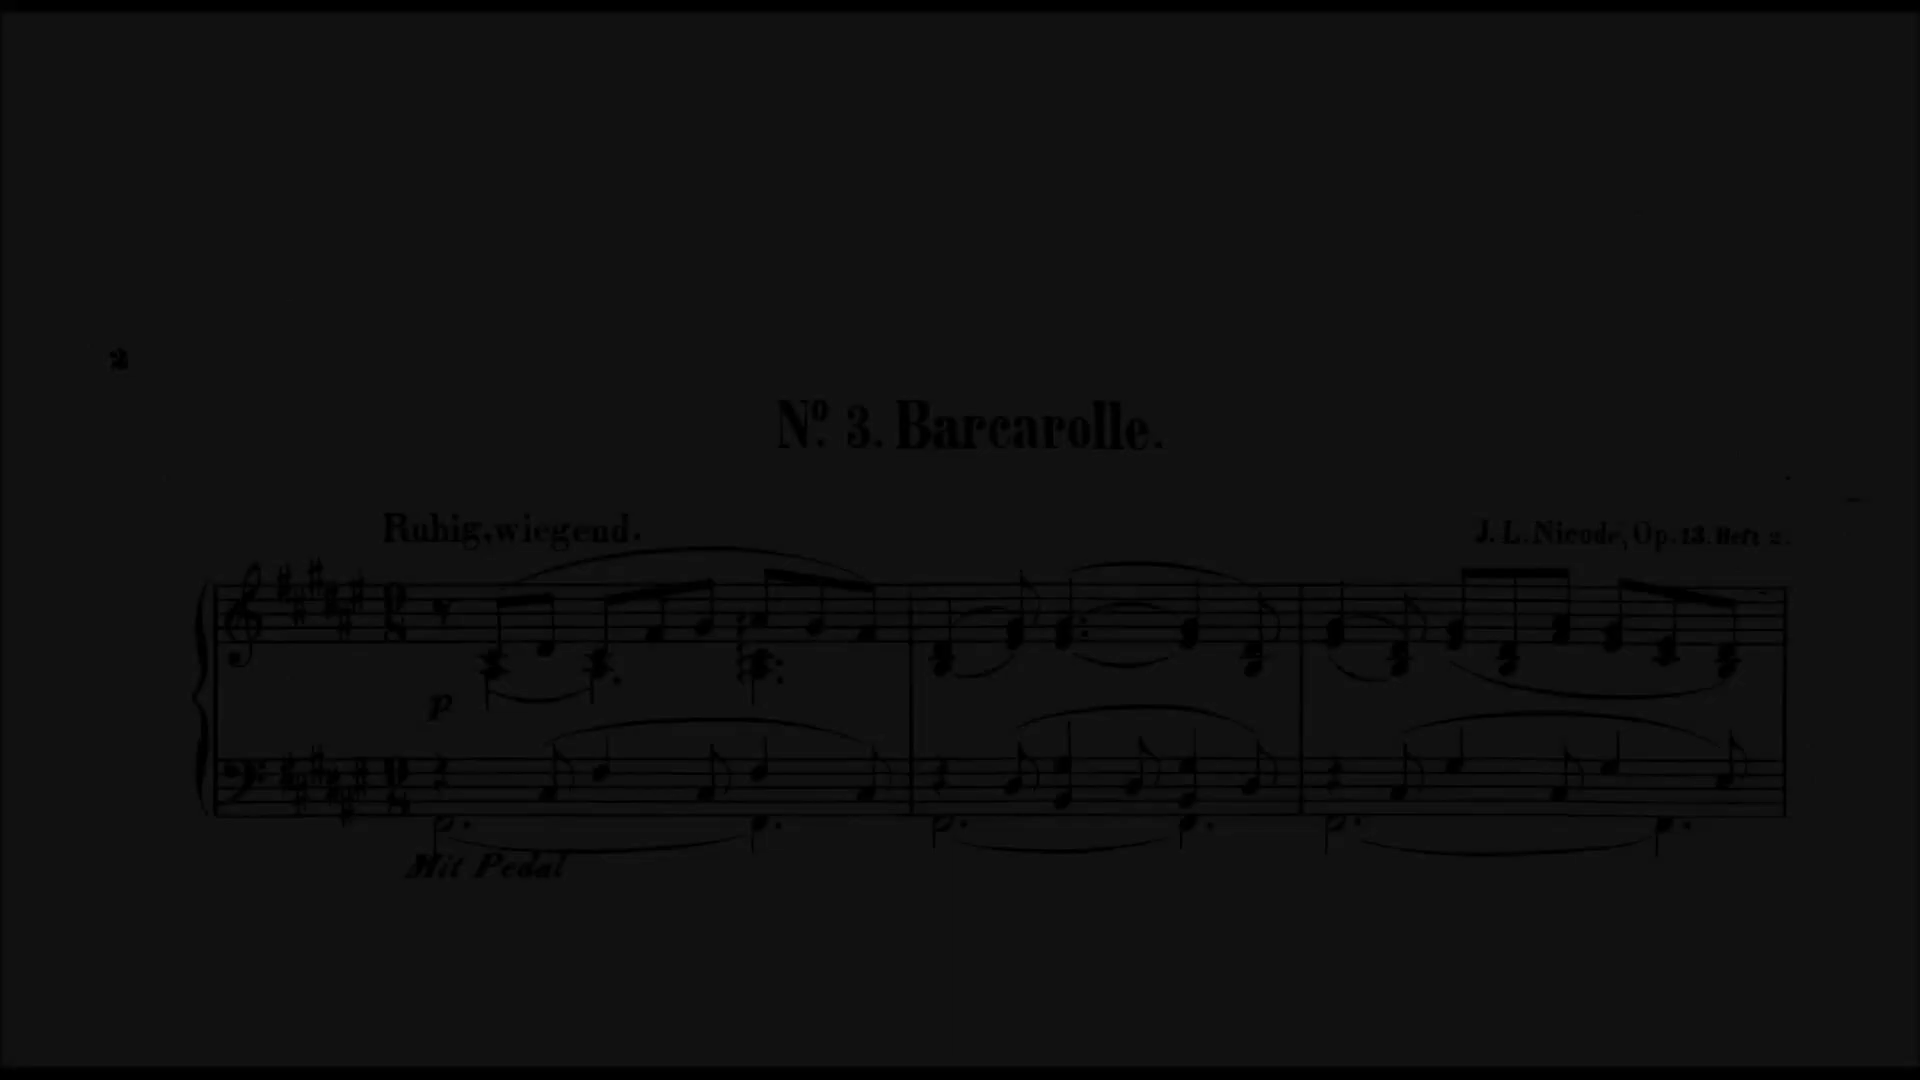 2
Nº 3. Barcarolle.
Ruhig, wiegend.
J. L. Nicodé, Op. 13. Heft 2.
p
Mit Pedal